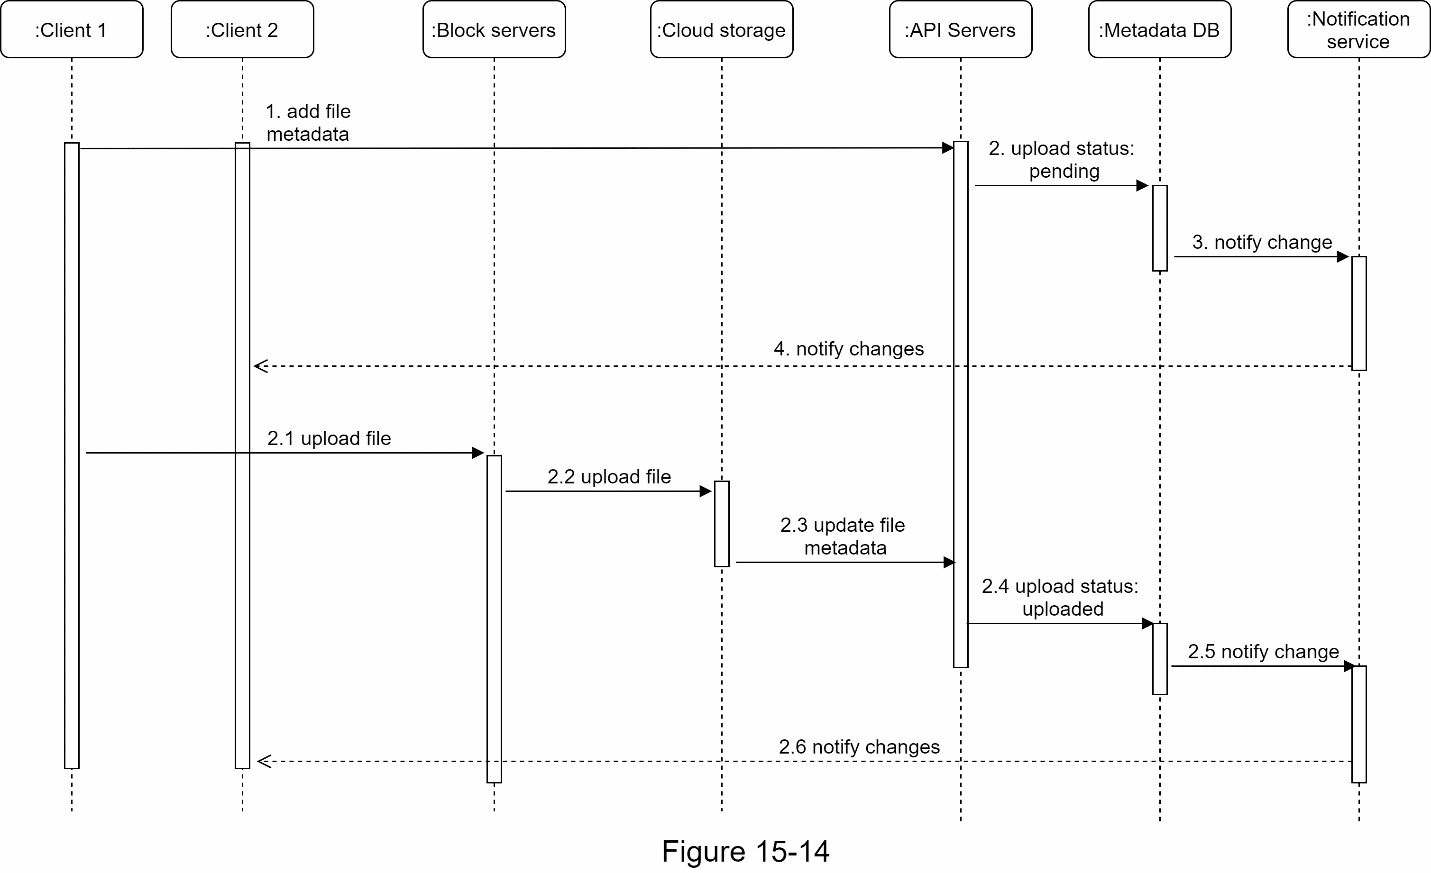 :Client 1
:Client 2
:Block servers
:Cloud storage
:API Servers
:Metadata DB
:Notification
service
1. add file
metadata
2. upload status:
pending
3. notify change
4. notify changes
2.1 upload file
2.2 upload file
2.3 update file
metadata
2.4 upload status:
uploaded
2.5 notify change
2.6 notify changes
Figure 15-14